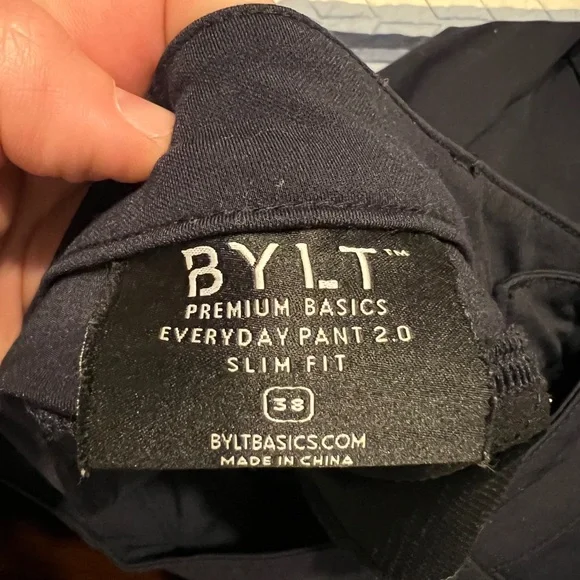 BYLT™
PREMIUM BASICS
EVERYDAY PANT 2.0
SLIM FIT
38
BYLTBASICS.COM
MADE IN CHINA